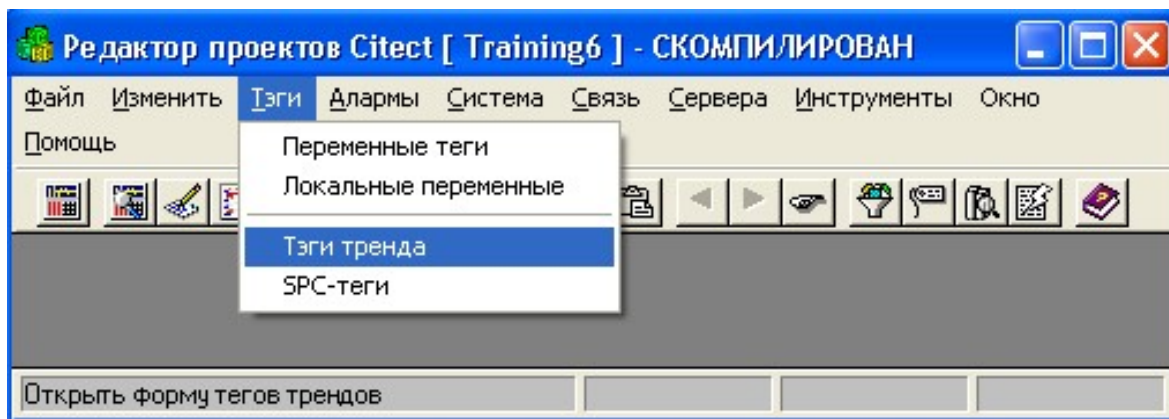 Редактор проектов Citect [ Training6 ] - СКОМПИЛИРОВАН
Файл Изменить Тэги Алармы Система Связь Сервера Инструменты Окно
Помощь
Переменные теги
Локальные переменные
Тэги тренда
SPC-теги
Открыть форму тегов трендов